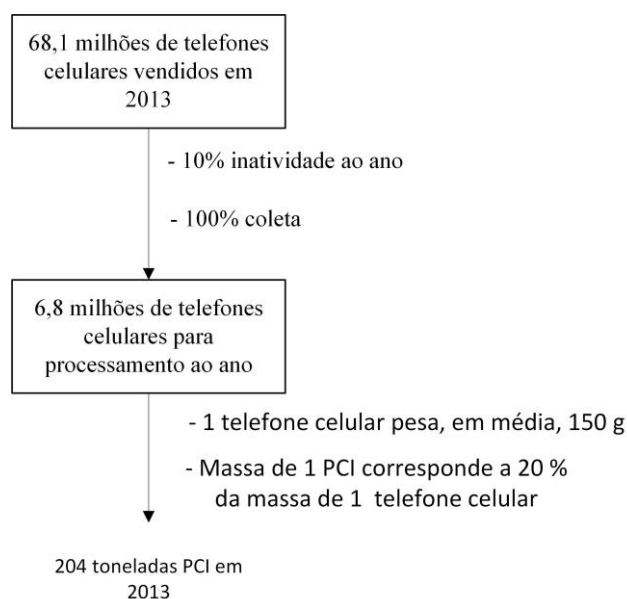 68,1 milhões de telefones
celulares vendidos em
2013
- 10% inatividade ao ano
- 100% coleta
6,8 milhões de telefones
celulares para
processamento ao ano
- 1 telefone celular pesa, em média, 150 g
- Massa de 1 PCI corresponde a 20 %
da massa de 1 telefone celular
204 toneladas PCI em
2013